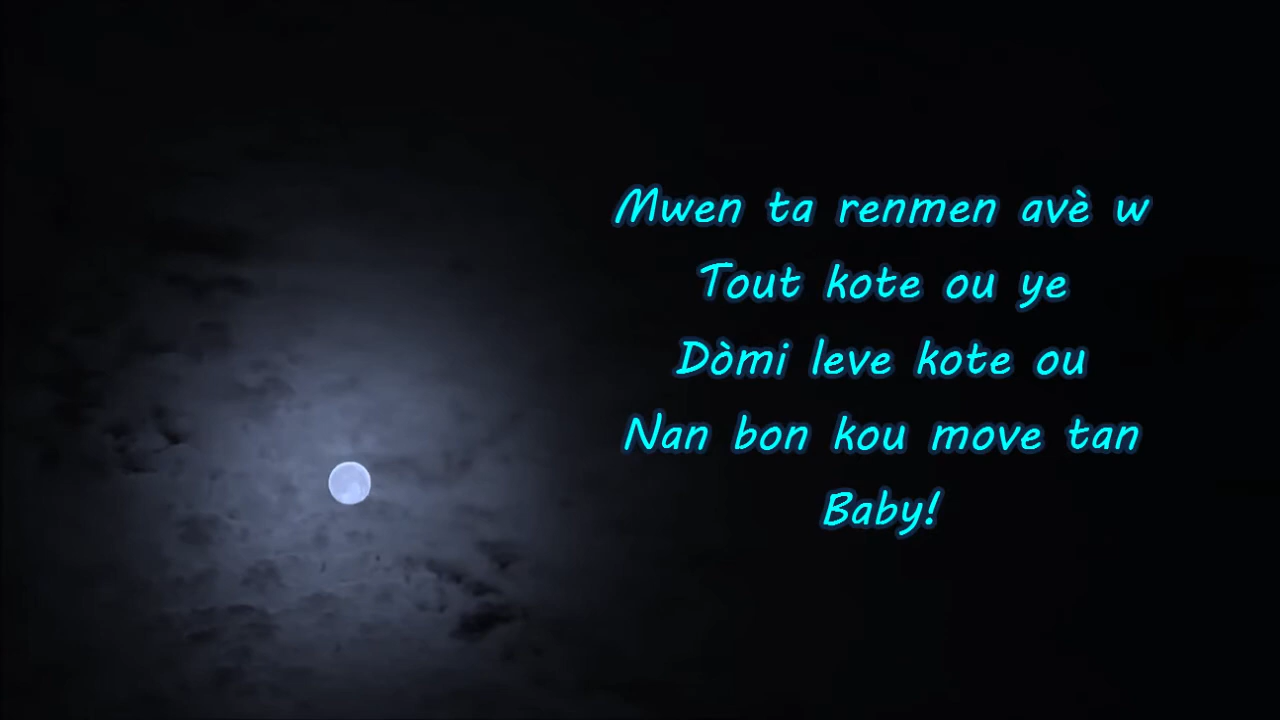 Mwen ta renmen avè w
Tout kote ou ye
Dòmi leve kote ou
Nan bon kou move tan
Baby!